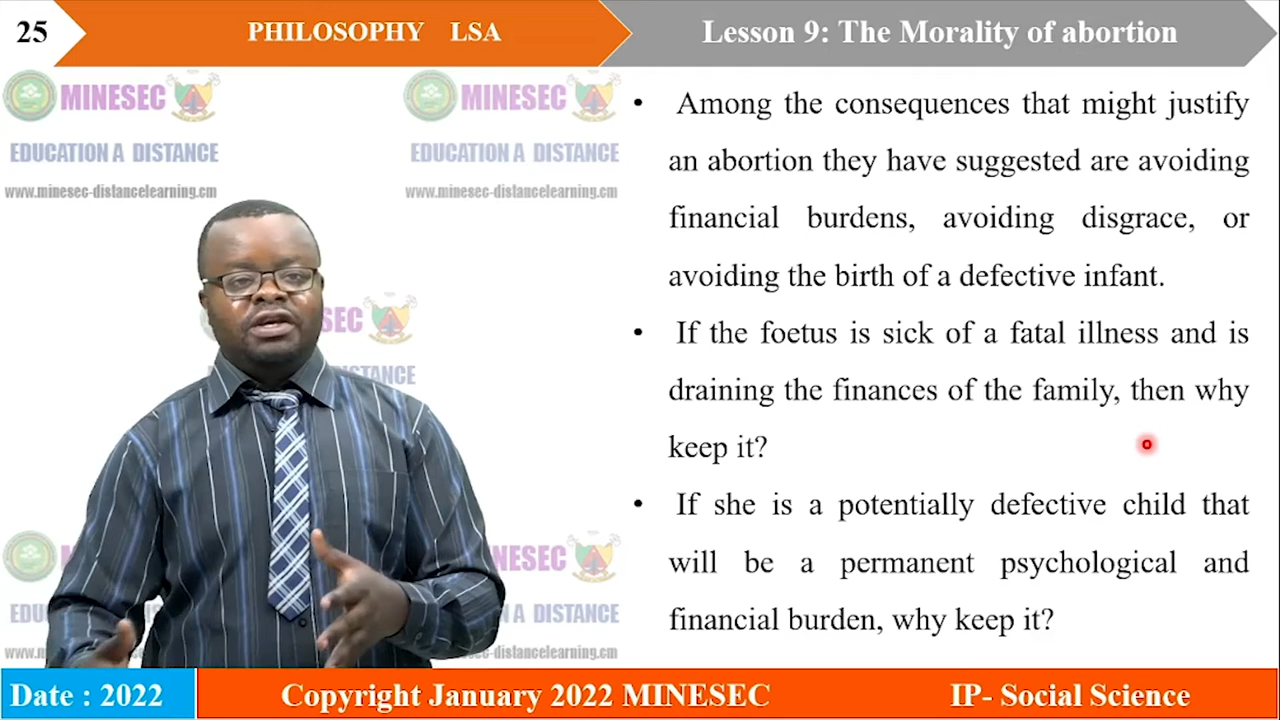 25
PHILOSOPHY LSA
Lesson 9: The Morality of abortion
MINESEC
EDUCATION A DISTANCE
www.minesec-distancelearning.cm
MINESEC
EDUCATION A DISTANCE
www.minesec-distancelearning.cm
• Among the consequences that might justify
an abortion they have suggested are avoiding
financial burdens, avoiding disgrace, or
avoiding the birth of a defective infant.
• If the foetus is sick of a fatal illness and is
draining the finances of the family, then why
keep it?
• If she is a potentially defective child that
will be a permanent psychological and
financial burden, why keep it?
Date : 2022
Copyright January 2022 MINESEC
IP- Social Science